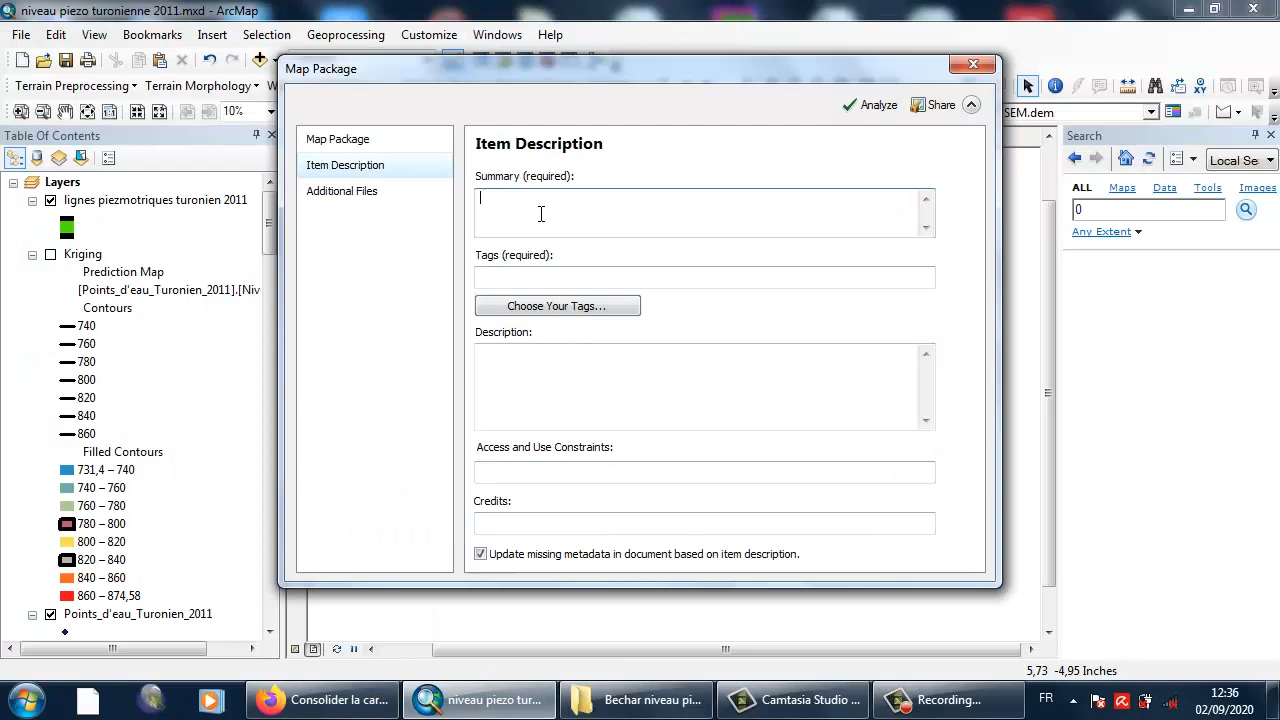 niveau piezo turonienne 2011.mxd - ArcMap
File Edit View Bookmarks Insert Selection Geoprocessing Customize Windows Help
Map Package
Terrain Preprocessing Terrain Morphology
Analyze Share
10%
SEM.dem
Table Of Contents
Search
Map Package
Item Description
Item Description
Additional Files
Local Se
Layers
Summary (required):
ALL Maps Data Tools Images
lignes piezmotriques turonien 2011
0
Any Extent
Kriging
Tags (required):
Prediction Map
[Points_d'eau_Turonien_2011].[Niv
Contours
Choose Your Tags...
740
Description:
760
780
800
820
840
860
Access and Use Constraints:
Filled Contours
731,4 – 740
740 – 760
Credits:
760 – 780
780 – 800
800 – 820
Update missing metadata in document based on item description.
820 – 840
840 – 860
860 – 874,58
Points_d'eau_Turonien_2011
5,73 -4,95 Inches
Consolider la car...
niveau piezo tur...
Bechar niveau pi...
Camtasia Studio ...
Recording...
FR
12:36
02/09/2020